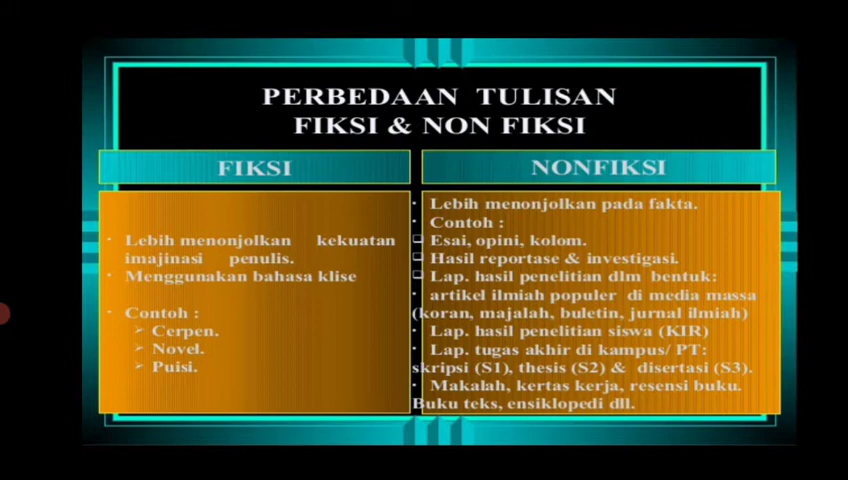 PERBEDAAN TULISAN
FIKSI & NON FIKSI
FIKSI
• Lebih menonjolkan kekuatan
imajinasi penulis.
• Menggunakan bahasa klise
• Contoh :
➢ Cerpen.
➢ Novel.
➢ Puisi.
NONFIKSI
• Lebih menonjolkan pada fakta.
• Contoh :
❑ Esai, opini, kolom.
❑ Hasil reportase & investigasi.
❑ Lap. hasil penelitian dlm bentuk:
• artikel ilmiah populer di media massa
(koran, majalah, buletin, jurnal ilmiah)
• Lap. hasil penelitian siswa (KIR)
• Lap. tugas akhir di kampus/ PT:
skripsi (S1), thesis (S2) & disertasi (S3).
• Makalah, kertas kerja, resensi buku.
Buku teks, ensiklopedi dll.